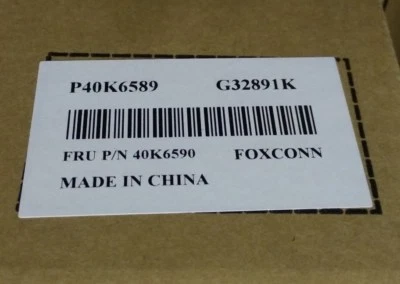 P40K6589 G32891K
FRU P/N 40K6590 FOXCONN
MADE IN CHINA